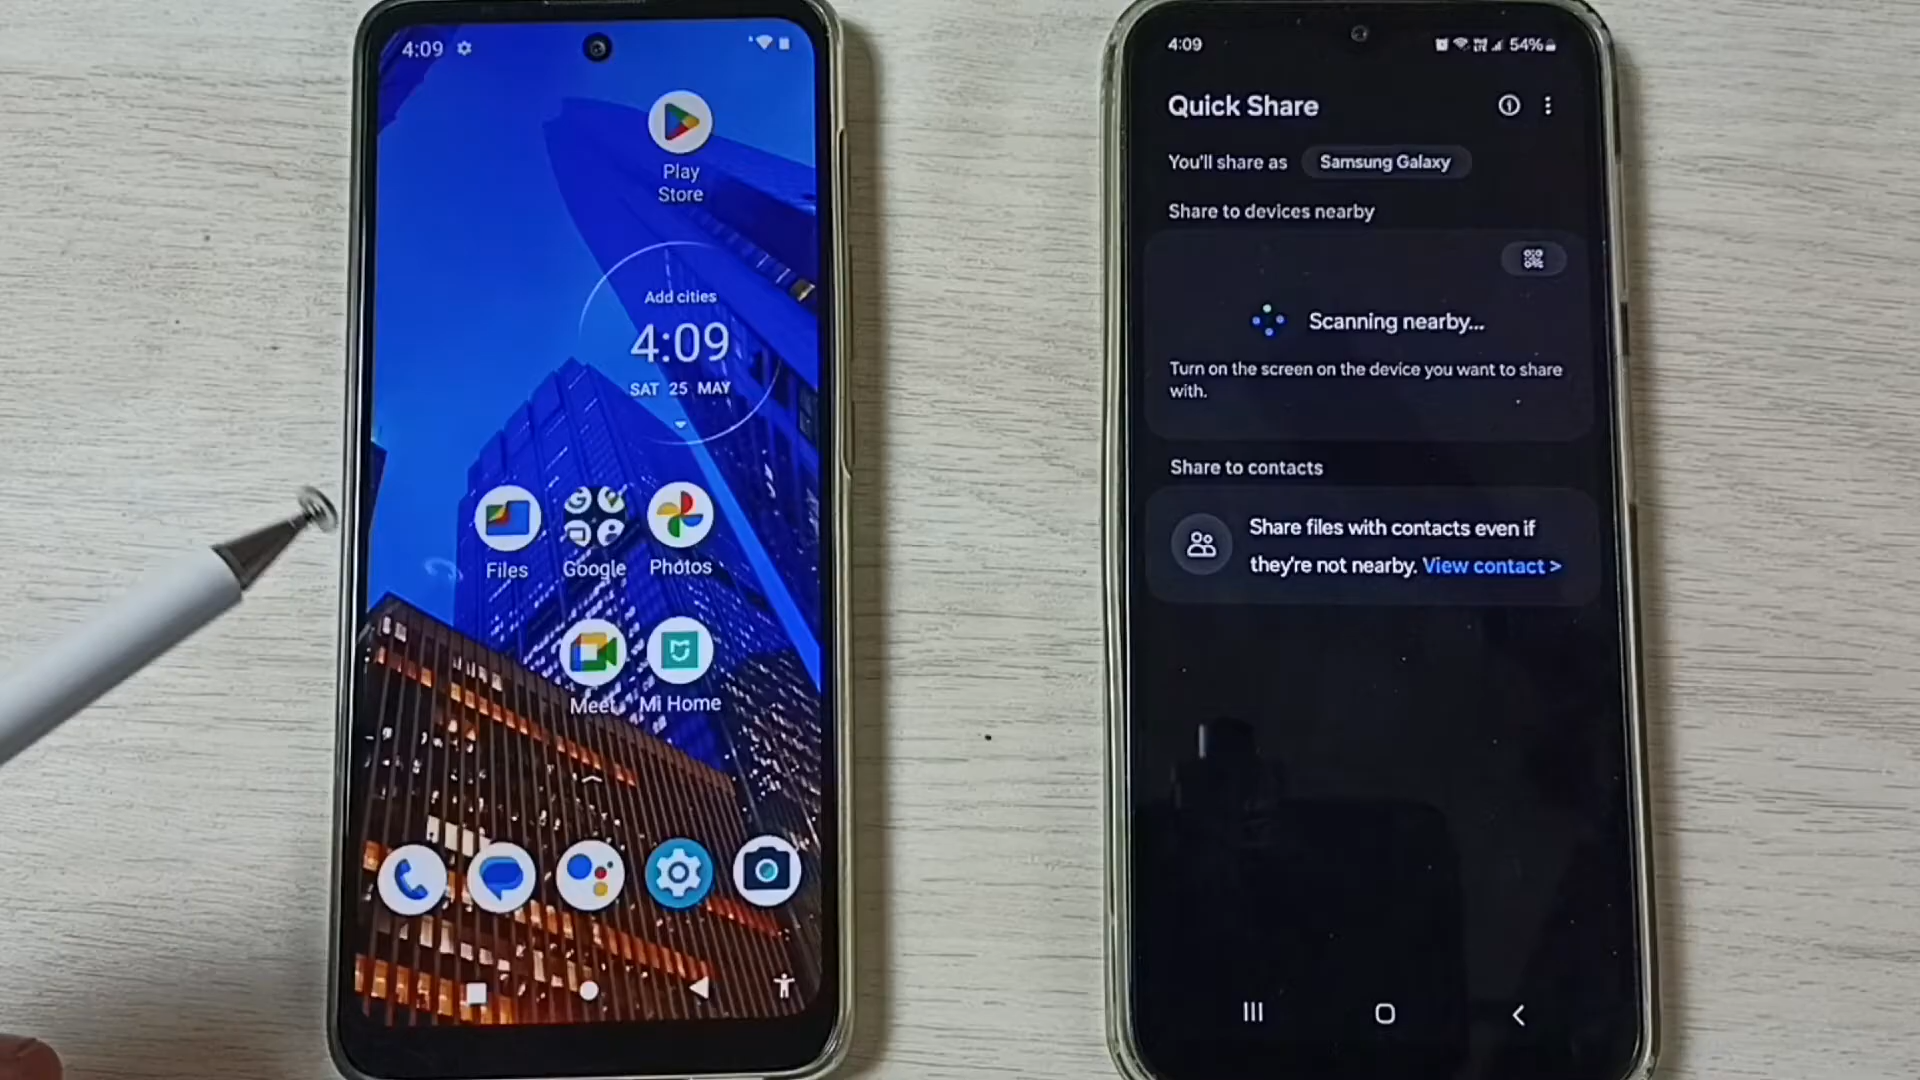 4:09
Play
Store
Add cities
4:09
SAT 25 MAY
Files
Google
Photos
Meet
Mi Home
4:09
54%
Quick Share
You'll share as
Samsung Galaxy
Share to devices nearby
Scanning nearby...
Turn on the screen on the device you want to share
with.
Share to contacts
Share files with contacts even if
they're not nearby. View contact >